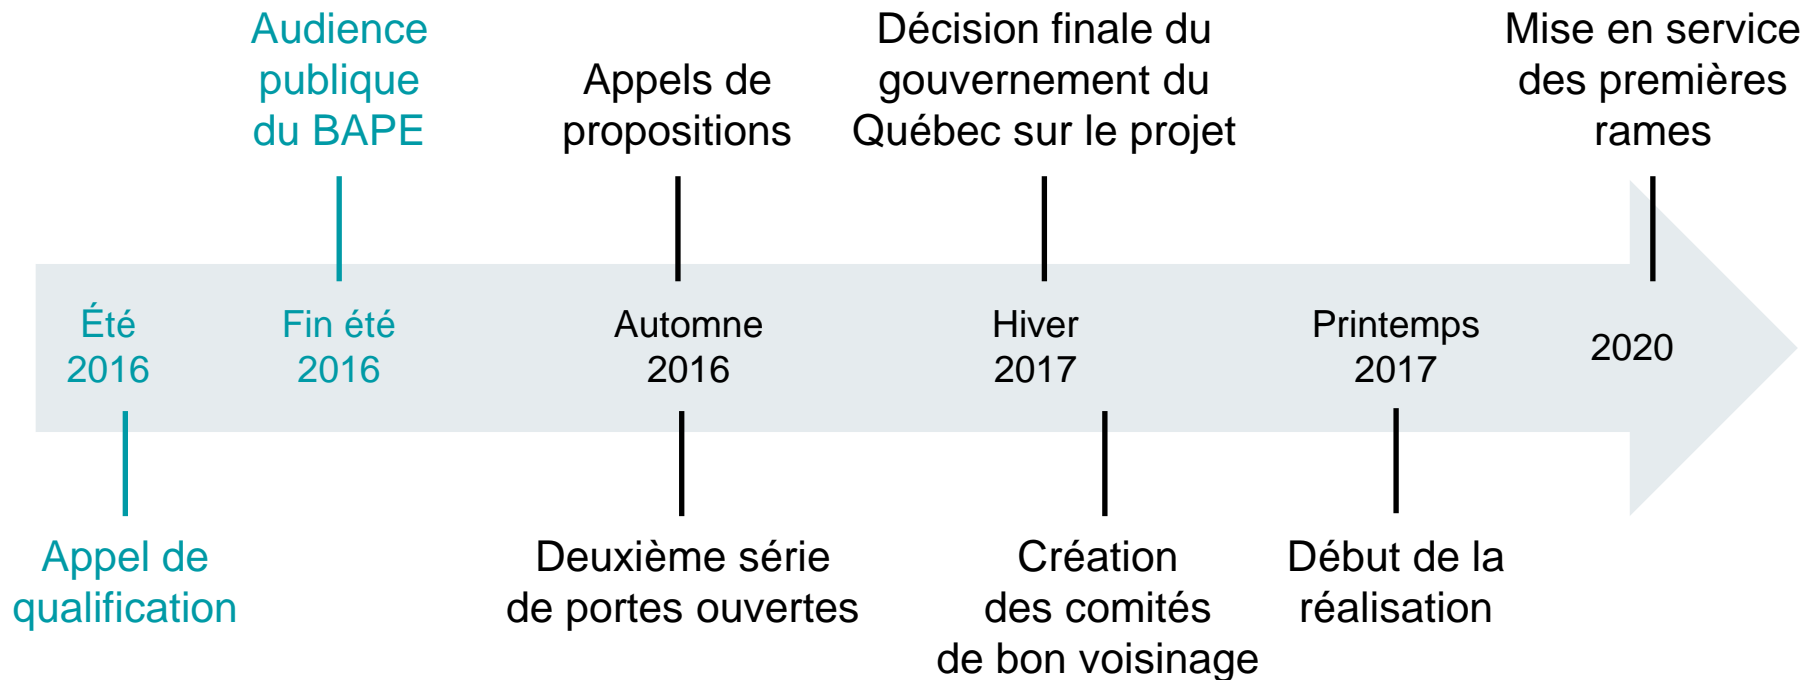 Audience
publique
du BAPE
Appels de
propositions
Décision finale du
gouvernement du
Québec sur le projet
Mise en service
des premières
rames
Été
2016
Fin été
2016
Automne
2016
Hiver
2017
Printemps
2017
2020
Appel de
qualification
Deuxième série
de portes ouvertes
Création
des comités
de bon voisinage
Début de la
réalisation